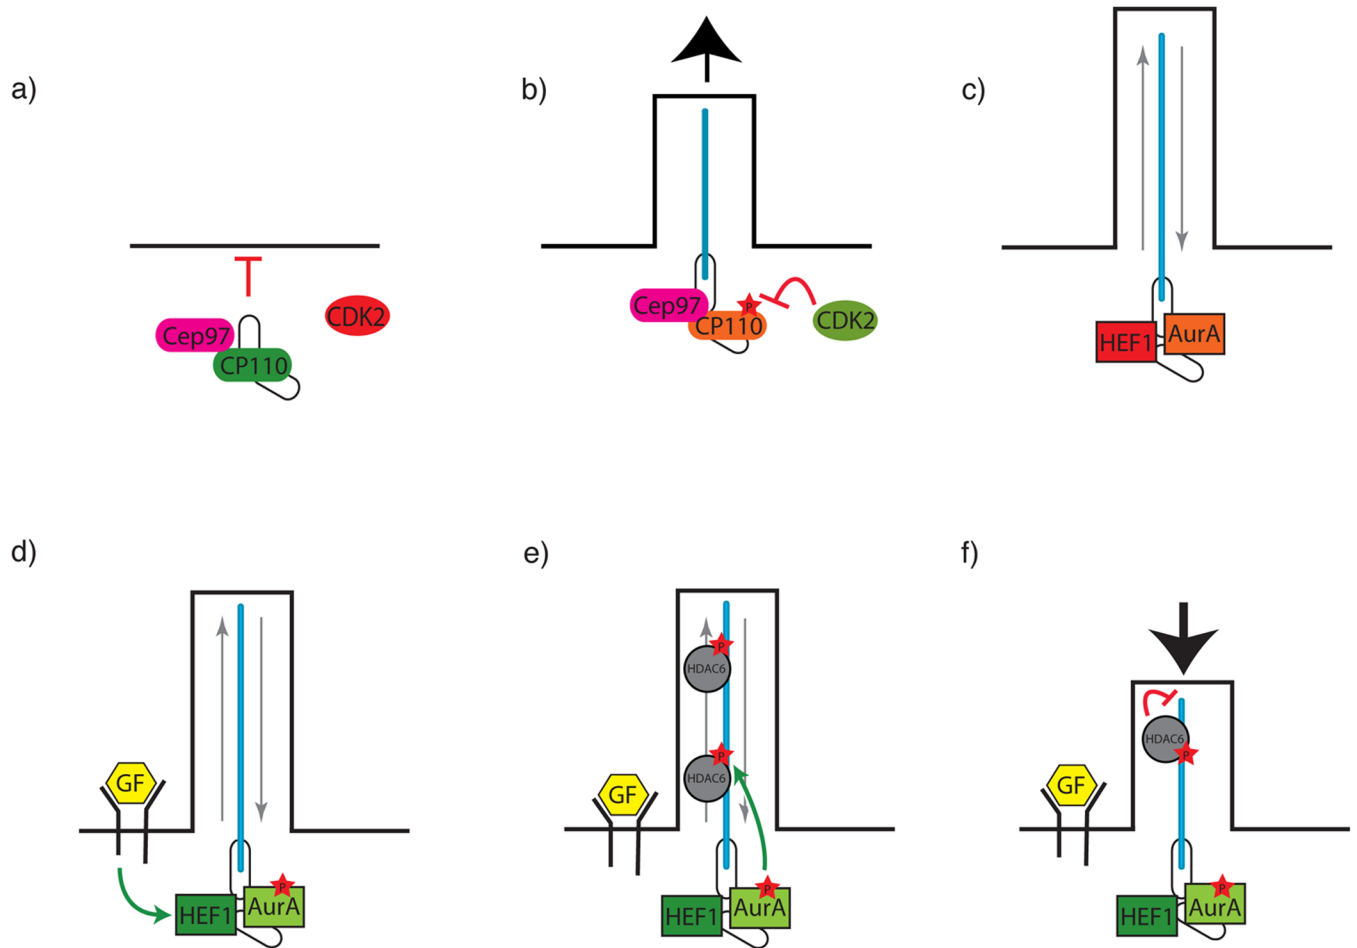 a)
Cep97
CP110
CDK2
b)
Cep97
P
CP110
CDK2
c)
HEF1
AurA
d)
GF
P
HEF1
AurA
e)
P
HDAC6
P
HDAC6
GF
P
HEF1
AurA
f)
HDAC6
P
GF
P
HEF1
AurA